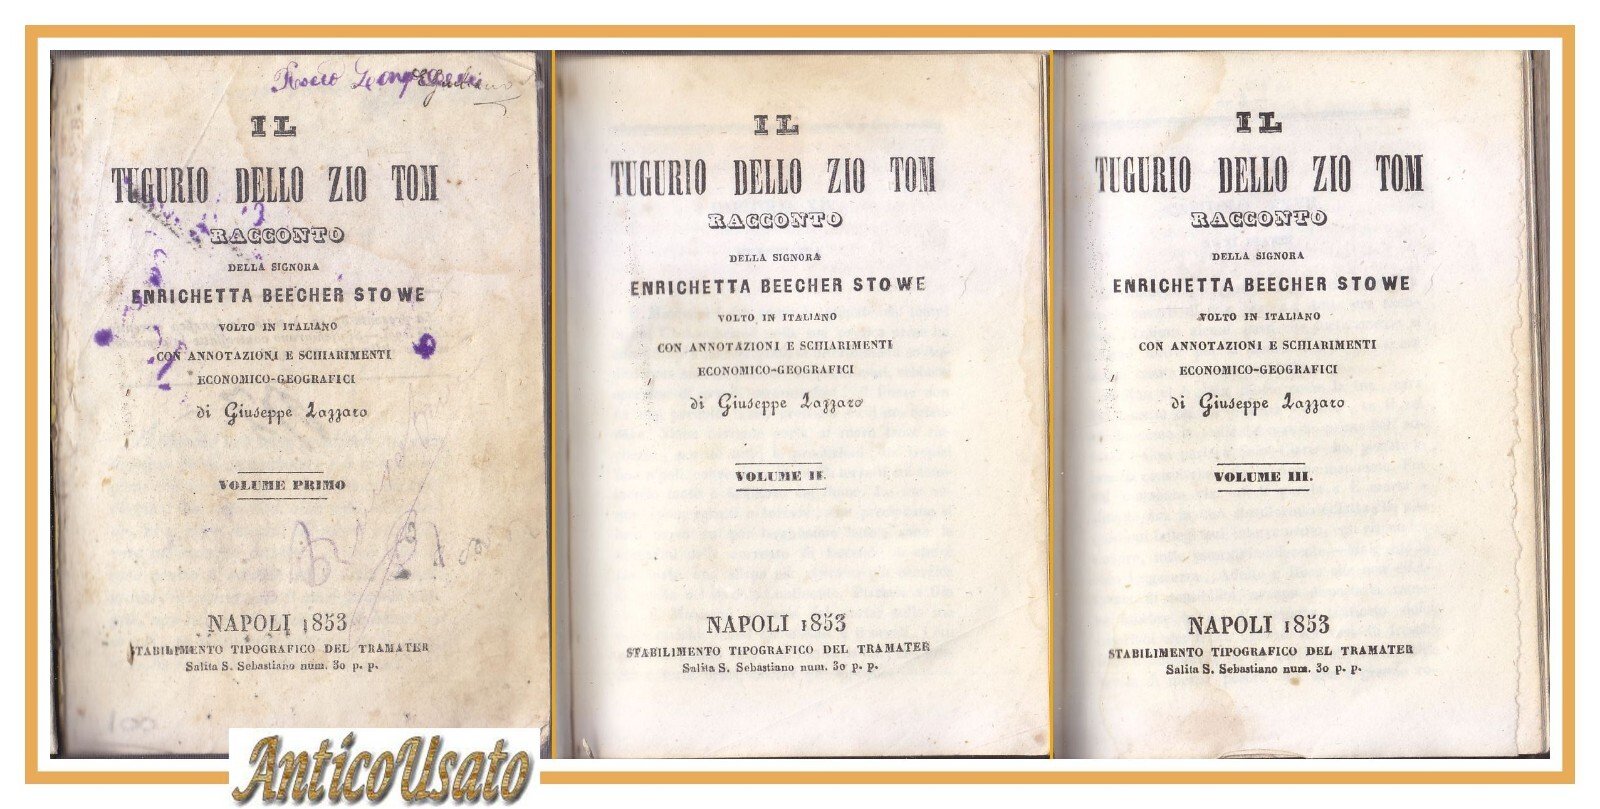 IL
TUGURIO DELLO ZIO TOM
RACCONTO
DELLA SIGNORA
ENRICHETTA BEECHER STOWE
VOLTO IN ITALIANO
CON ANNOTAZIONI E SCHIARIMENTI
ECONOMICO-GEOGRAFICI
di Giuseppe Lazzaro
VOLUME PRIMO
NAPOLI 1853
STABILIMENTO TIPOGRAFICO DEL TRAMATER
Salita S. Sebastiano num. 30 p. p.
100
IL
TUGURIO DELLO ZIO TOM
RACCONTO
DELLA SIGNORA
ENRICHETTA BEECHER STOWE
VOLTO IN ITALIANO
CON ANNOTAZIONI E SCHIARIMENTI
ECONOMICO-GEOGRAFICI
di Giuseppe Lazzaro
VOLUME II.
NAPOLI 1853
STABILIMENTO TIPOGRAFICO DEL TRAMATER
Salita S. Sebastiano num. 30 p. p.
IL
TUGURIO DELLO ZIO TOM
RACCONTO
DELLA SIGNORA
ENRICHETTA BEECHER STOWE
VOLTO IN ITALIANO
CON ANNOTAZIONI E SCHIARIMENTI
ECONOMICO-GEOGRAFICI
di Giuseppe Lazzaro
VOLUME III.
NAPOLI 1853
STABILIMENTO TIPOGRAFICO DEL TRAMATER
Salita S. Sebastiano num. 30 p. p.
AnticoUsato